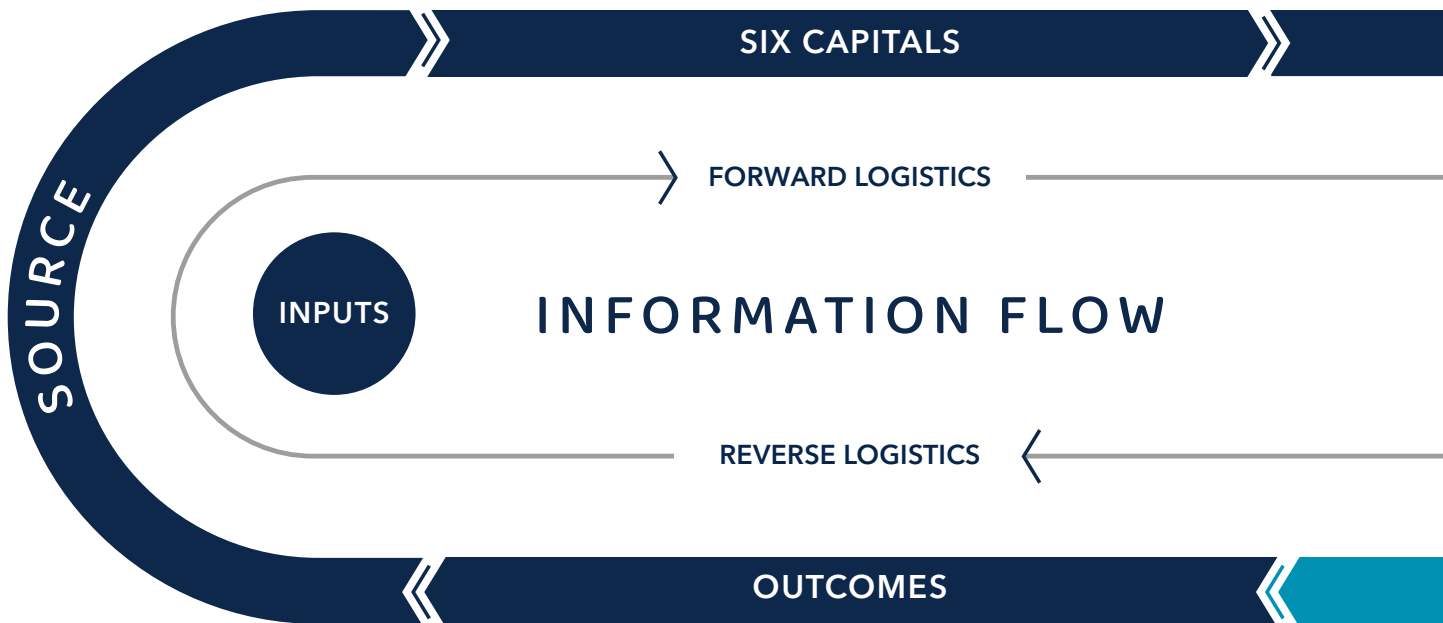 SIX CAPITALS
FORWARD LOGISTICS
SOURCE
INPUTS
INFORMATION FLOW
REVERSE LOGISTICS
OUTCOMES